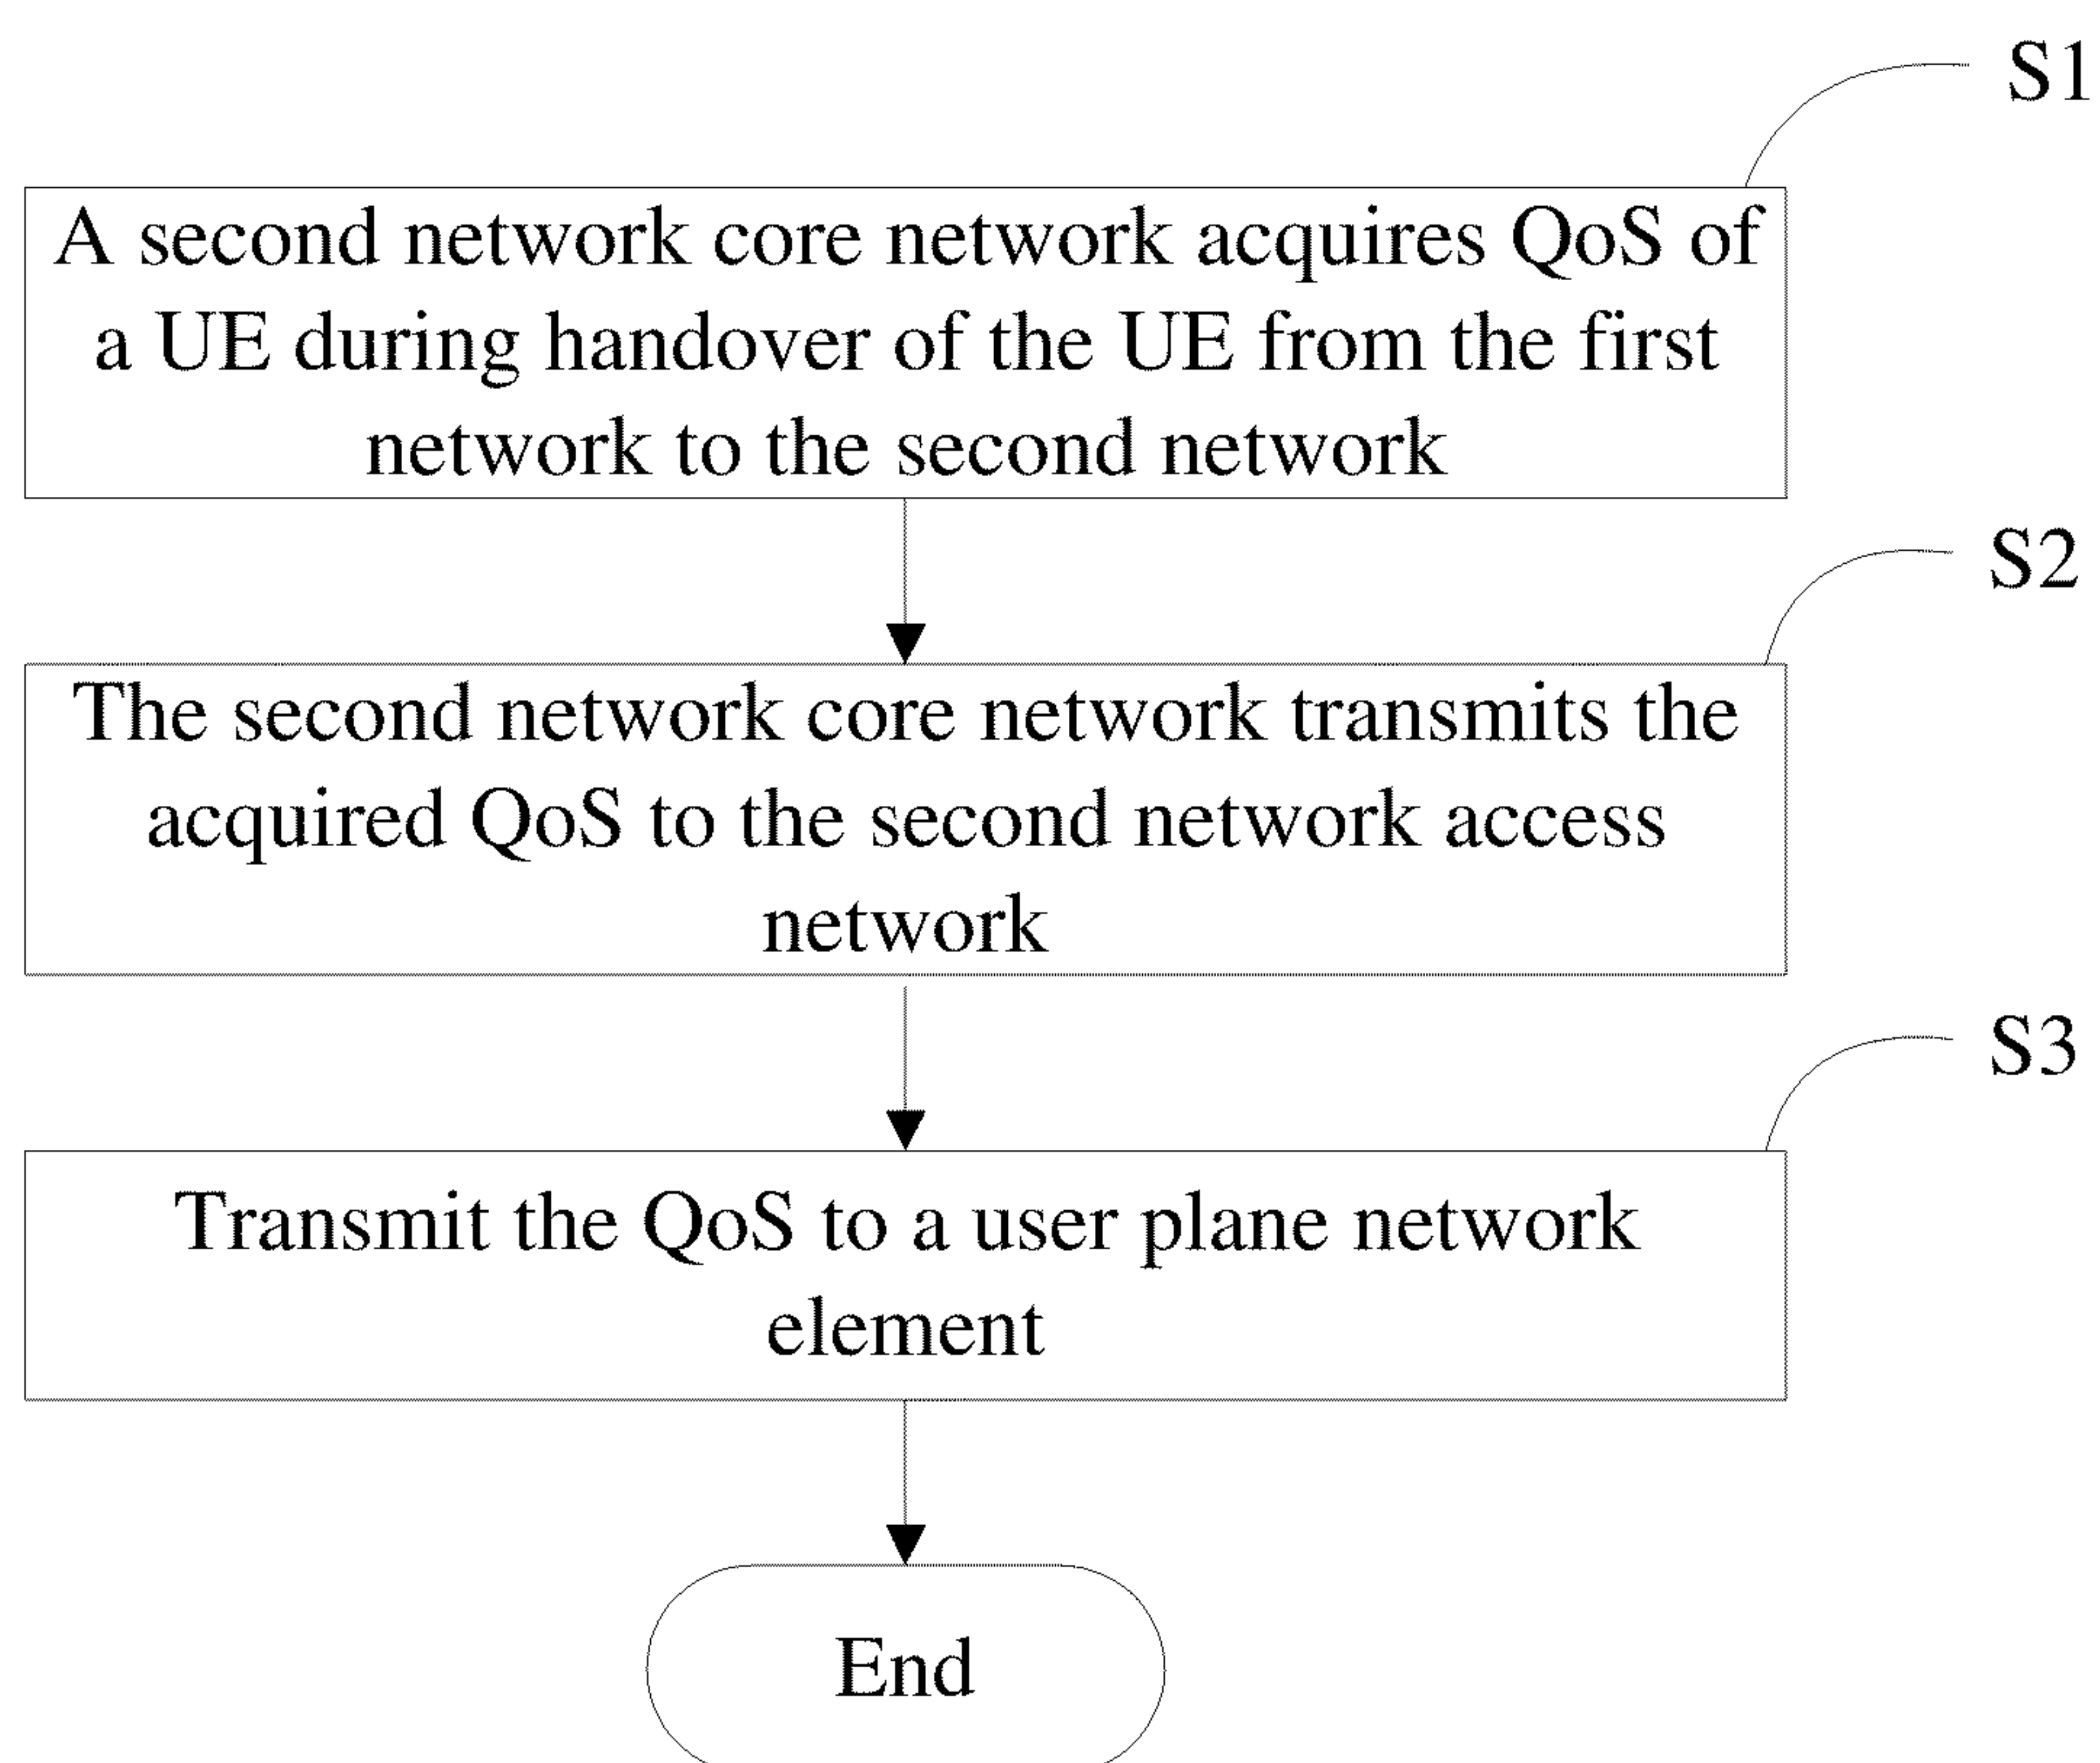 S1
A second network core network acquires QoS of
a UE during handover of the UE from the first
network to the second network
S2
The second network core network transmits the
acquired QoS to the second network access
network
S3
Transmit the QoS to a user plane network
element
End